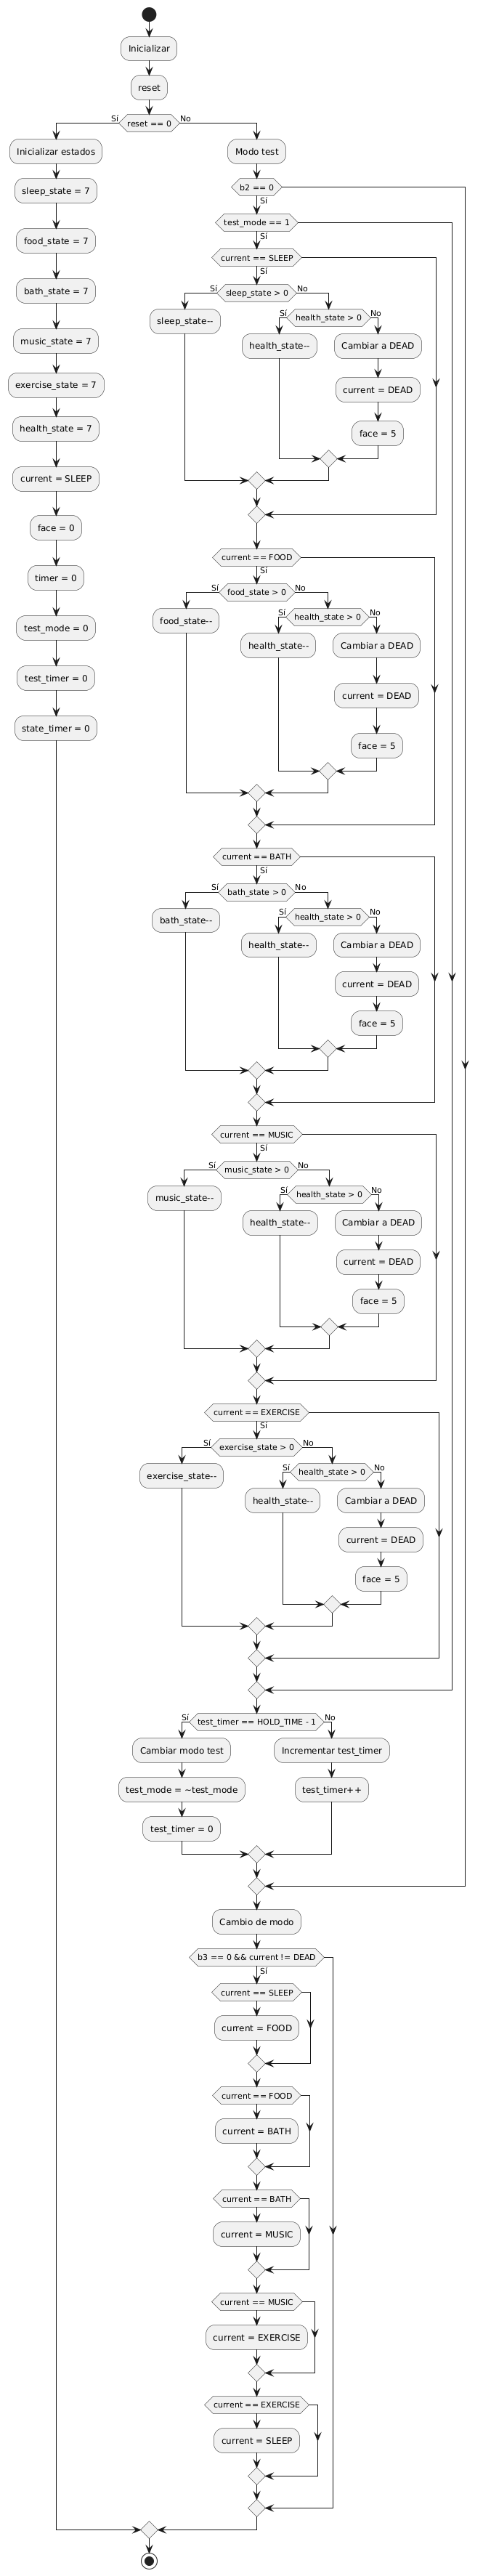 Inicializar
reset
Sí
reset == 0
No
Inicializar estados
sleep_state = 7
food_state = 7
bath_state = 7
music_state = 7
exercise_state = 7
health_state = 7
current = SLEEP
face = 0
timer = 0
test_mode = 0
test_timer = 0
state_timer = 0
Modo test
b2 == 0
Sí
test_mode == 1
Sí
current == SLEEP
Sí
Sí
sleep_state > 0
No
sleep_state--
Sí
health_state > 0
No
health_state--
Cambiar a DEAD
current = DEAD
face = 5
current == FOOD
Sí
Sí
food_state > 0
No
food_state--
Sí
health_state > 0
No
health_state--
Cambiar a DEAD
current = DEAD
face = 5
current == BATH
Sí
Sí
bath_state > 0
No
bath_state--
Sí
health_state > 0
No
health_state--
Cambiar a DEAD
current = DEAD
face = 5
current == MUSIC
Sí
Sí
music_state > 0
No
music_state--
Sí
health_state > 0
No
health_state--
Cambiar a DEAD
current = DEAD
face = 5
current == EXERCISE
Sí
Sí
exercise_state > 0
No
exercise_state--
Sí
health_state > 0
No
health_state--
Cambiar a DEAD
current = DEAD
face = 5
Sí
test_timer == HOLD_TIME - 1
No
Cambiar modo test
test_mode = ~test_mode
test_timer = 0
Incrementar test_timer
test_timer++
Cambio de modo
b3 == 0 && current != DEAD
Sí
current == SLEEP
current = FOOD
current == FOOD
current = BATH
current == BATH
current = MUSIC
current == MUSIC
current = EXERCISE
current == EXERCISE
current = SLEEP